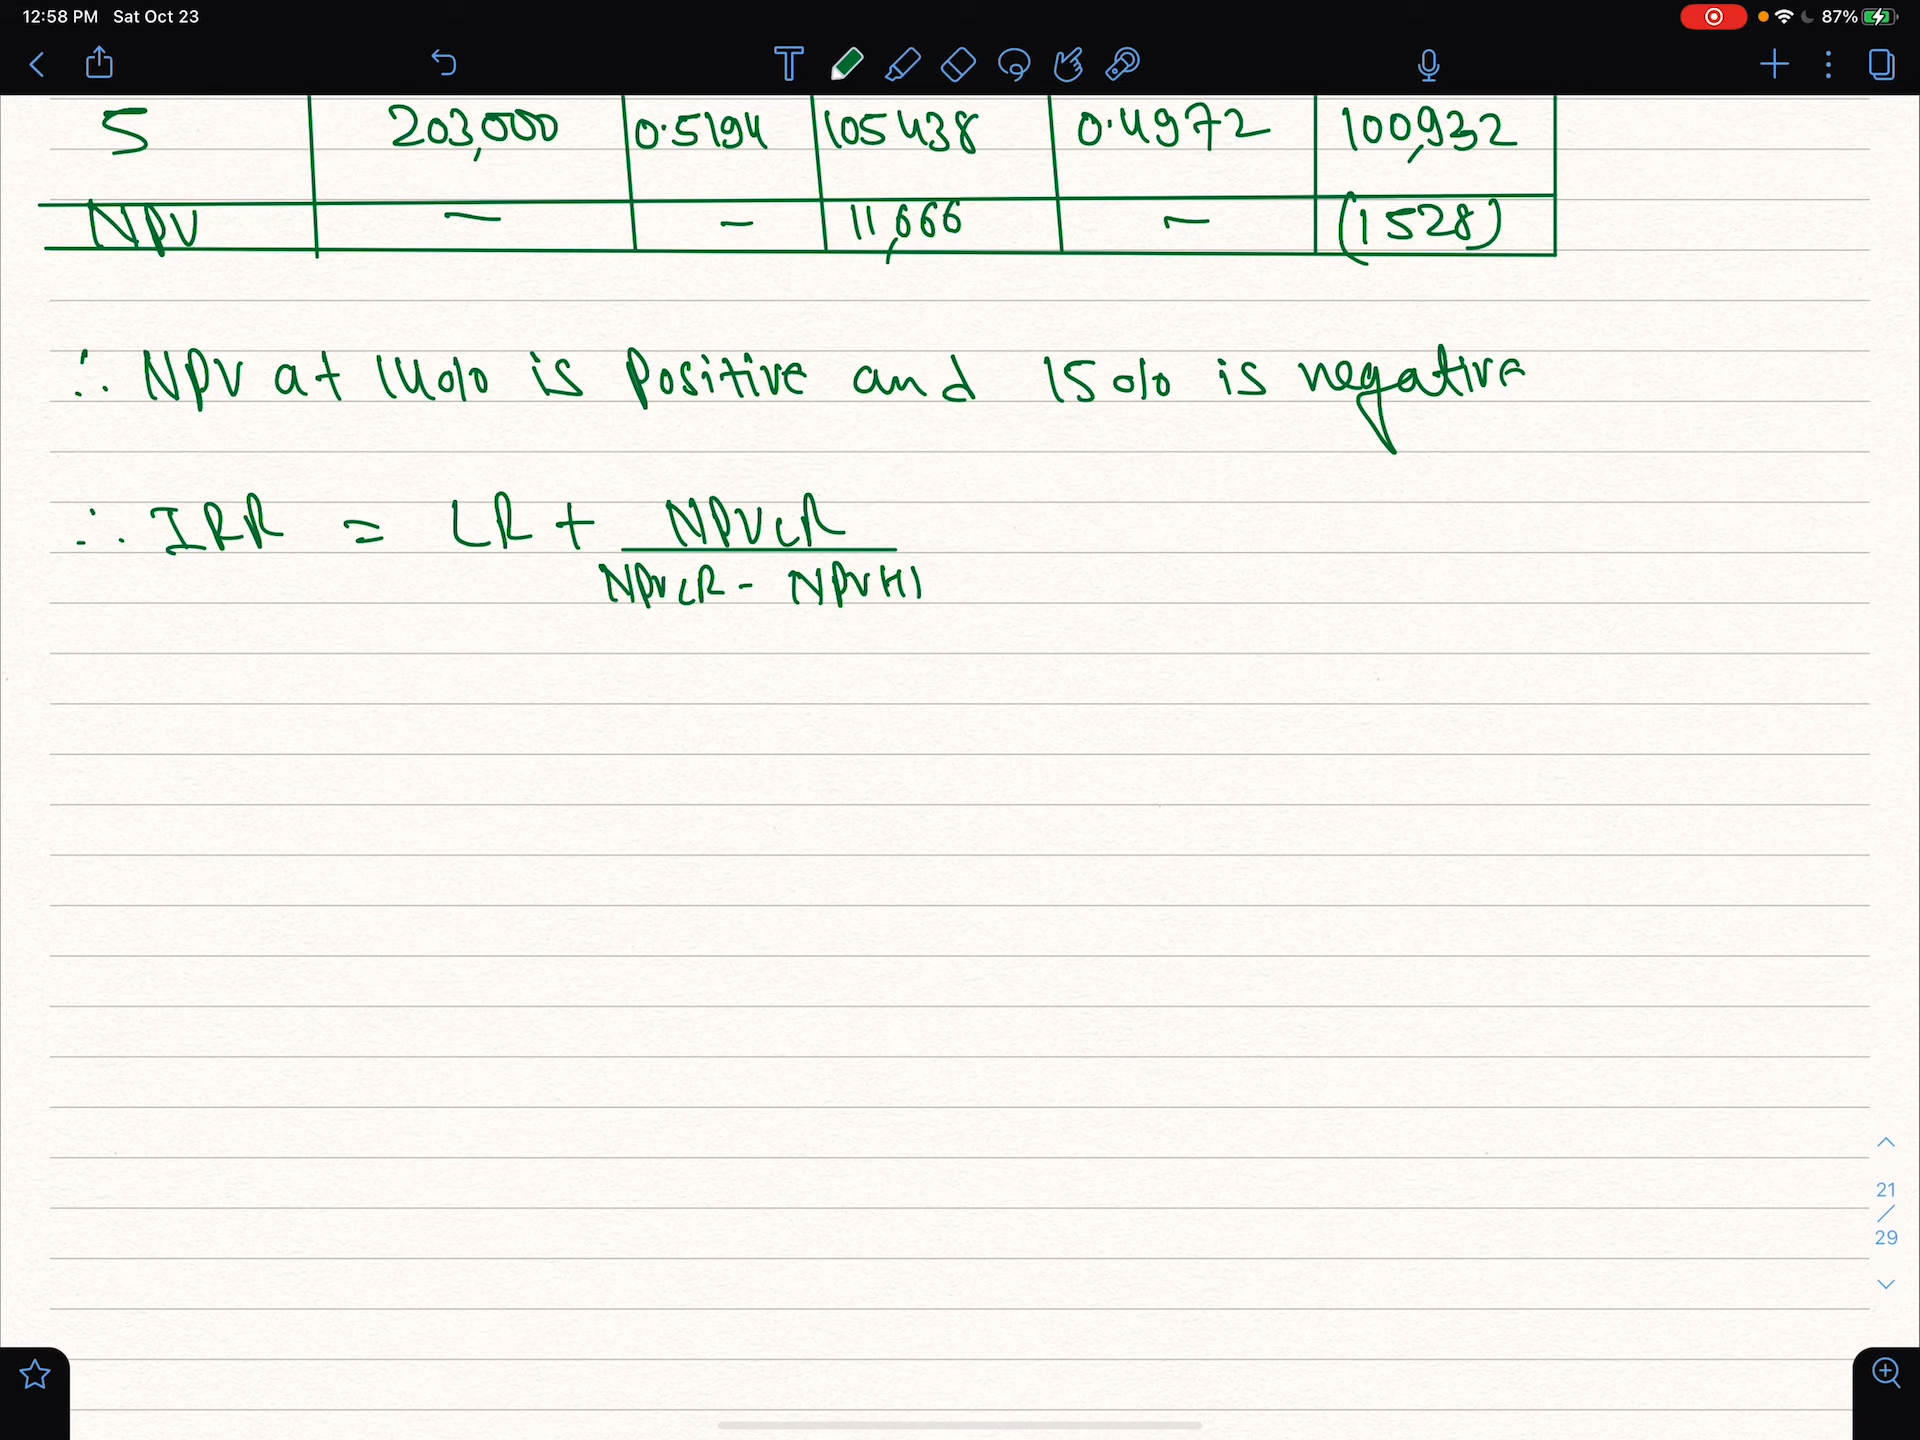 12:58 PM Sat Oct 23 87%
5 203,000 0.5194 105438 0.4972 100,932
NPV — - 11,666 — (1528)
∴ NPV at 14% is Positive and 15% is negative
∴ IRR = LR + NPVLR
NPVLR - NPVHI
21
/
29